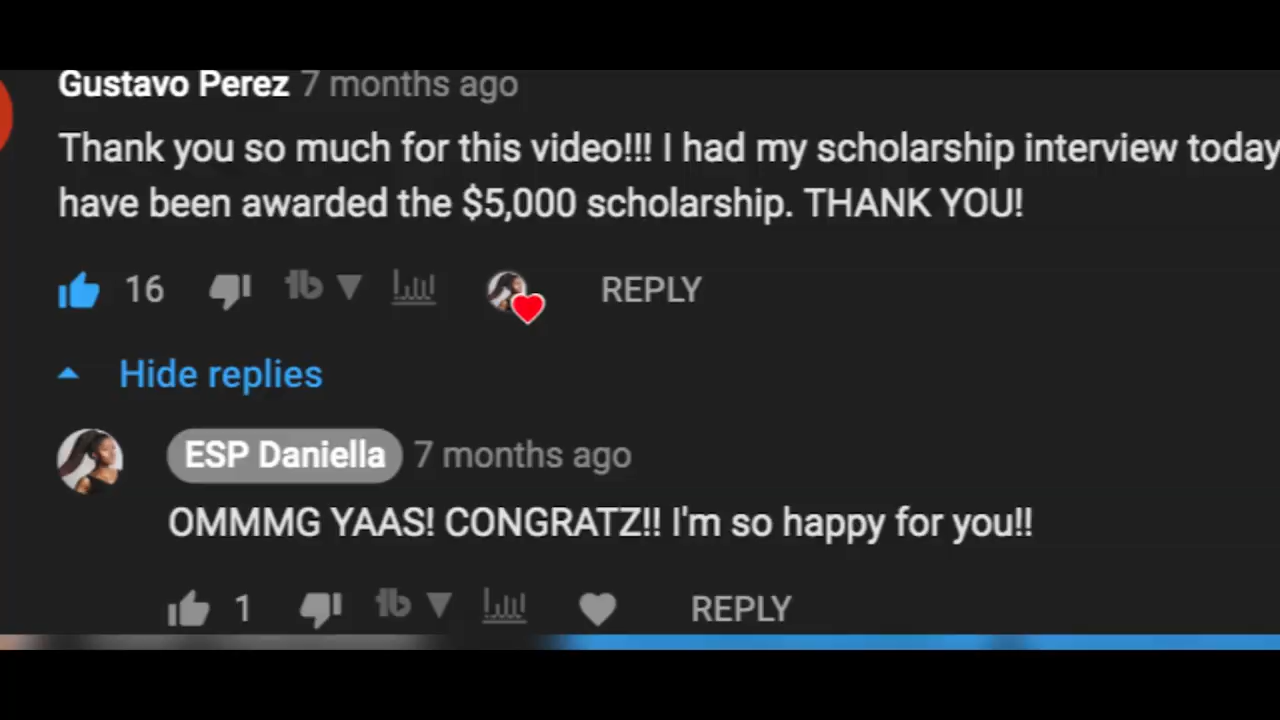 Gustavo Perez 7 months ago
Thank you so much for this video!!! I had my scholarship interview today
have been awarded the $5,000 scholarship. THANK YOU!
16 tb REPLY
Hide replies
ESP Daniella 7 months ago
OMMMG YAAS! CONGRATZ!! I'm so happy for you!!
1 tb REPLY